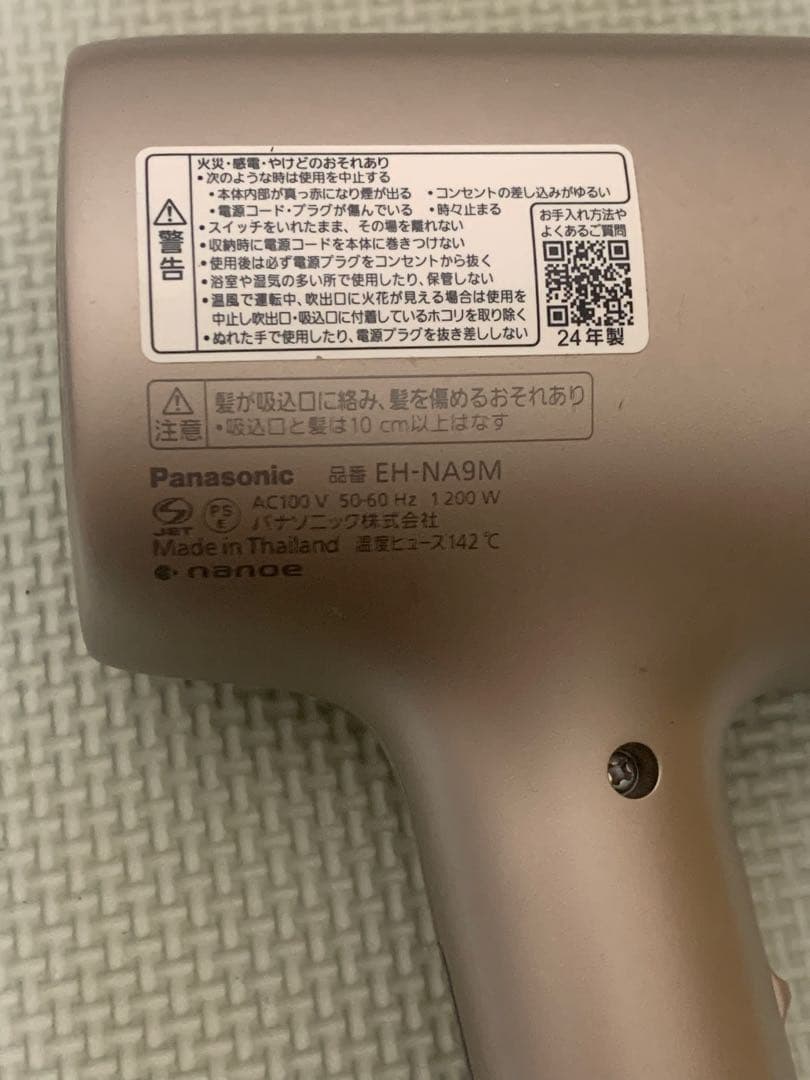 火災・感電・やけどのおそれあり
・次のような時は使用を中止する
・本体内部が真っ赤になり煙が出る ・コンセントの差し込みがゆるい
・電源コード・プラグが傷んでいる ・時々止まる
・スイッチをいれたまま、その場を離れない
・収納時に電源コードを本体に巻きつけない
・使用後は必ず電源プラグをコンセントから抜く
・浴室や湿気の多い所で使用したり、保管しない
・温風で運転中、吹出口に火花が見える場合は使用を
中止し吹出口・吸込口に付着しているホコリを取り除く
・ぬれた手で使用したり、電源プラグを抜き差ししない
警告
お手入れ方法や
よくあるご質問
24年製
注意
髪が吸込口に絡み、髪を傷めるおそれあり
・吸込口と髪は10 cm以上はなす
Panasonic 品番 EH-NA9M
JET PS E AC100 V 50-60 Hz 1 200 W
パナソニック株式会社
Made in Thailand 温度ヒューズ142 ℃
nanoe